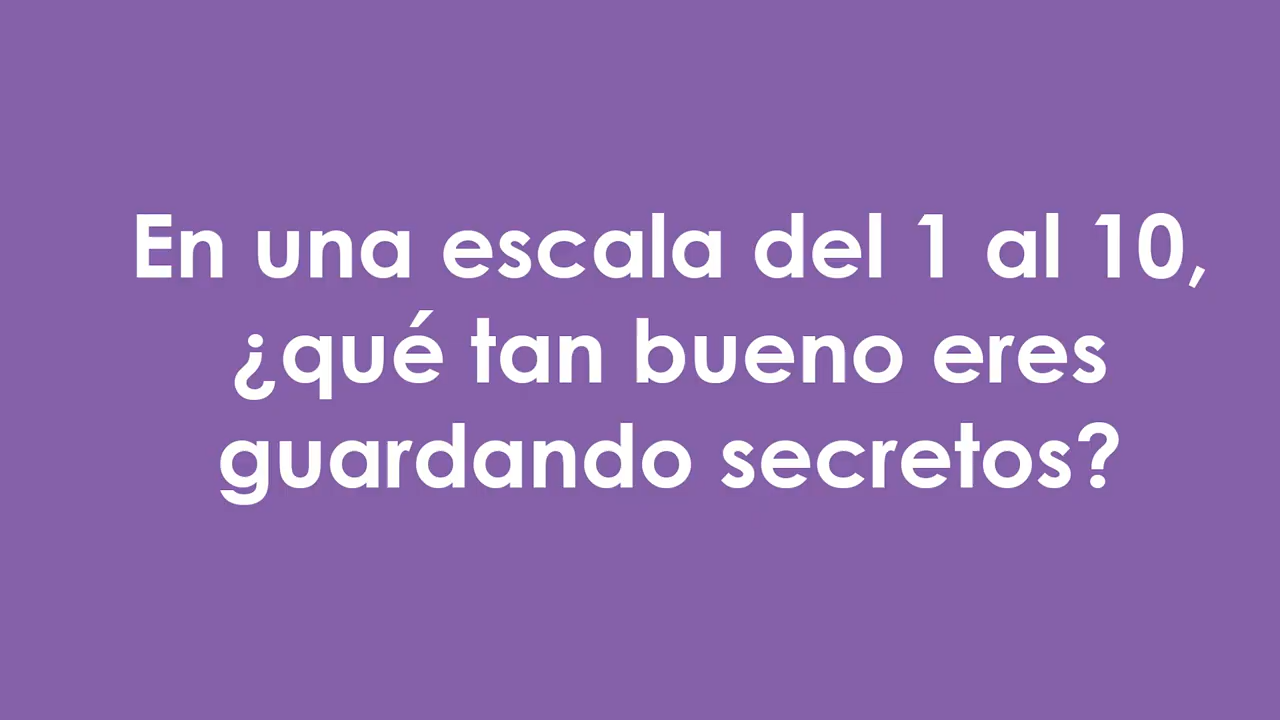 En una escala del 1 al 10,
¿qué tan bueno eres
guardando secretos?